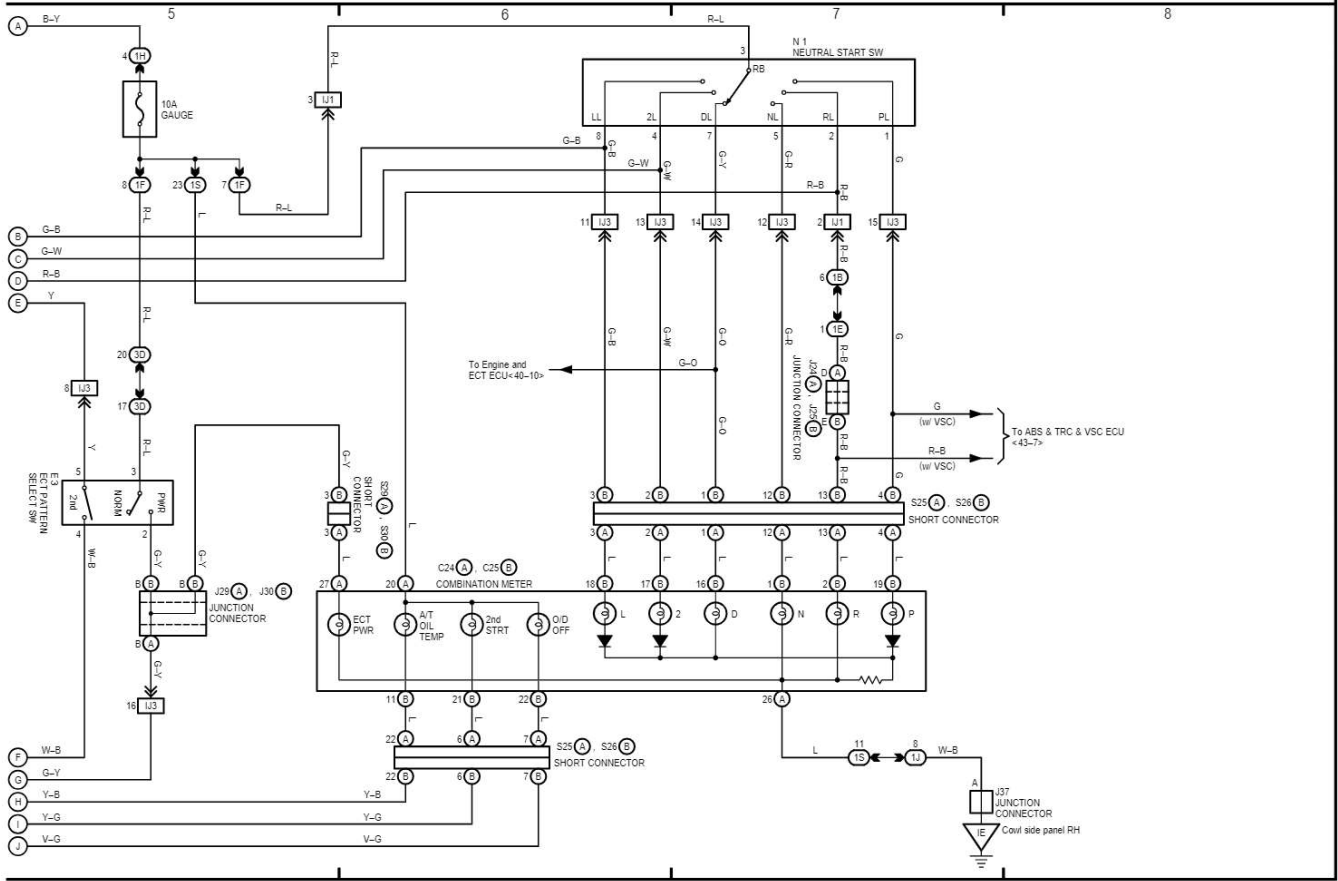 5 6 7 8
A B–Y
4 1H
10A
GAUGE
8 1F 23 1S 7 1F
R–L
R–L
3 IJ1
R–L
R–L
L
N 1
NEUTRAL START SW
3
RB
LL 2L DL NL RL PL
8 4 7 5 2 1
G–B G–B
G–W G–W
G–Y
G–R
R–B R–B
G
11 IJ3 13 IJ3 14 IJ3 12 IJ3 2 IJ1 15 IJ3
B G–B
C G–W
D R–B
E Y
R–B
6 1B
1 1E
R–B
D A
E B
R–B
R–B
J24 A , J25 B
JUNCTION CONNECTOR
G–B
G–W
G–O
G–R
G
R–L
20 3D
17 3D
R–L
8 IJ3
Y
To Engine and
ECT ECU<40–10>
G–O
G–O
G
(w/ VSC)
R–B
(w/ VSC)
To ABS & TRC & VSC ECU
<43–7>
G
5 3
2nd
NORM
PWR
4 2
E 3
ECT PATTERN
SELECT SW
W–B
G–Y
G–Y
G–Y
3 B
3 A
S29 A , S30 B
SHORT
CONNECTOR
L
L
3 B 2 B 1 B 12 B 13 B 4 B
3 A 2 A 1 A 12 A 13 A 4 A
S25 A , S26 B
SHORT CONNECTOR
L L L L L L
B B B B
J29 A , J30 B
JUNCTION
CONNECTOR
B A
G–Y
16 IJ3
C24 A , C25 B
COMBINATION METER
27 A 20 A 18 B 17 B 16 B 1 B 2 B 19 B
ECT
PWR
A/T
OIL
TEMP
2nd
STRT
O/D
OFF
L 2 D N R P
11 B 21 B 22 B 26 A
L L L
22 A 6 A 7 A
S25 A , S26 B
SHORT CONNECTOR
22 B 6 B 7 B
L
11
1S
8
1J
W–B
A
J37
JUNCTION
CONNECTOR
IE
Cowl side panel RH
F W–B
G G–Y
H Y–B Y–B
I Y–G Y–G
J V–G V–G